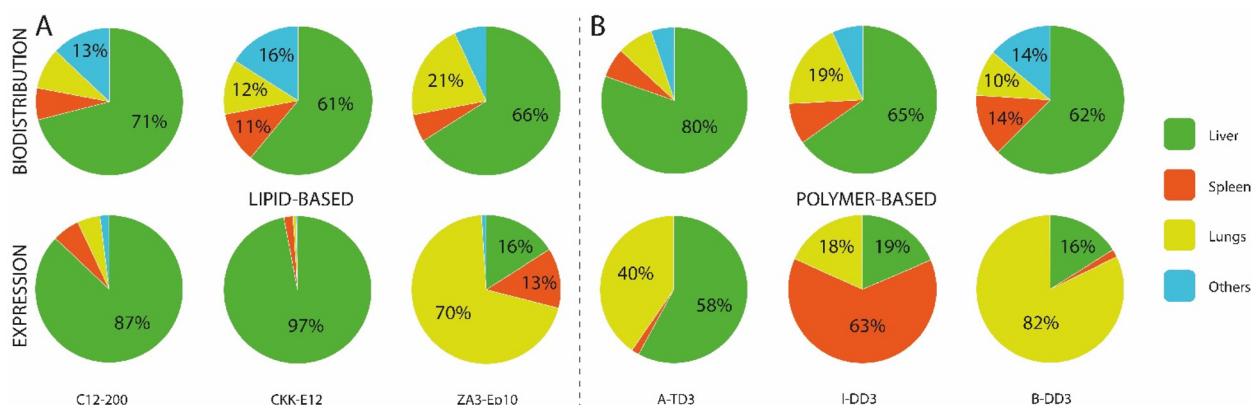 A
B
BIODISTRIBUTION
13%
71%
16%
12%
11%
61%
21%
66%
80%
19%
65%
14%
10%
14%
62%
LIPID-BASED
POLYMER-BASED
EXPRESSION
87%
97%
16%
13%
70%
40%
58%
18%
19%
63%
16%
82%
C12-200
CKK-E12
ZA3-Ep10
A-TD3
I-DD3
B-DD3
Liver
Spleen
Lungs
Others